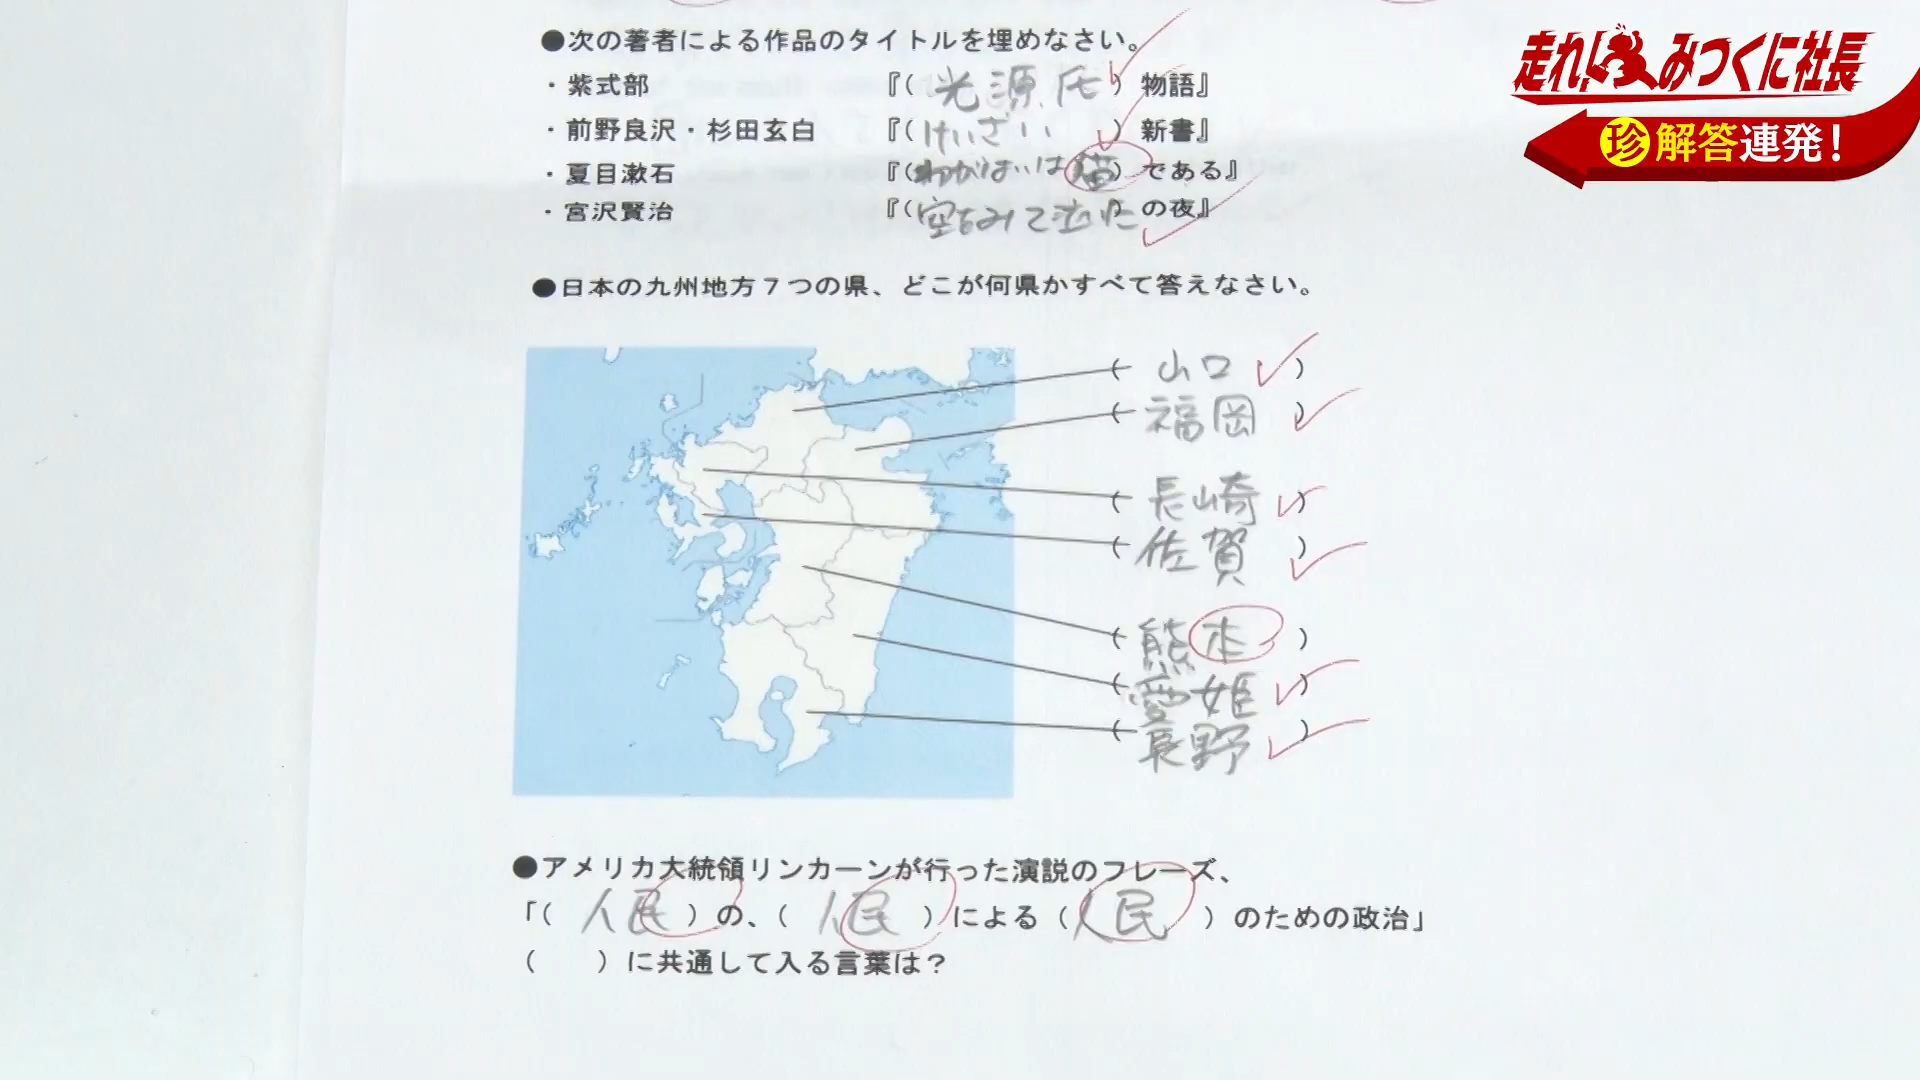 走れ!みつくに社長
珍解答連発!
●次の著者による作品のタイトルを埋めなさい。
・紫式部 『(光源氏)物語』
・前野良沢・杉田玄白 『(けいざい)新書』
・夏目漱石 『(わがはいは猫)である』
・宮沢賢治 『(空をみて泣いた)の夜』
●日本の九州地方7つの県、どこが何県かすべて答えなさい。
(山口)
(福岡)
(長崎)
(佐賀)
(熊本)
(愛姫)
(長野)
●アメリカ大統領リンカーンが行った演説のフレーズ、
「(人民)の、(人民)による(人民)のための政治」
(　　)に共通して入る言葉は?